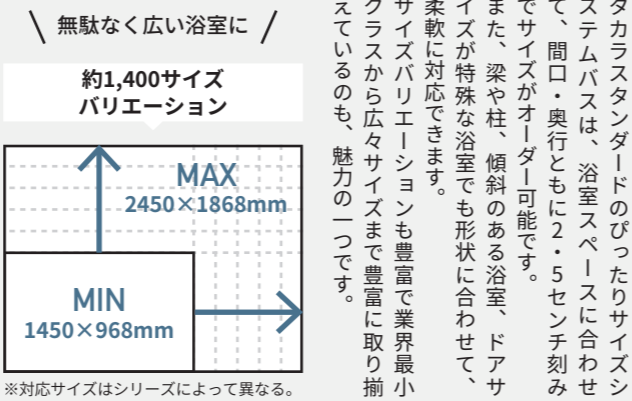 無駄なく広い浴室に
約1,400サイズ
バリエーション
MAX
2450×1868mm
MIN
1450×968mm
※対応サイズはシリーズによって異なる。
タカラスタンダードのぴったりサイズシ
ステムバスは、浴室スペースに合わせ
て、間口・奥行ともに2・5センチ刻み
でサイズがオーダー可能です。
また、梁や柱、傾斜のある浴室、ドアサ
イズが特殊な浴室でも形状に合わせて、
柔軟に対応できます。
サイズバリエーションも豊富で業界最小
クラスから広々サイズまで豊富に取り揃
えているのも、魅力の一つです。